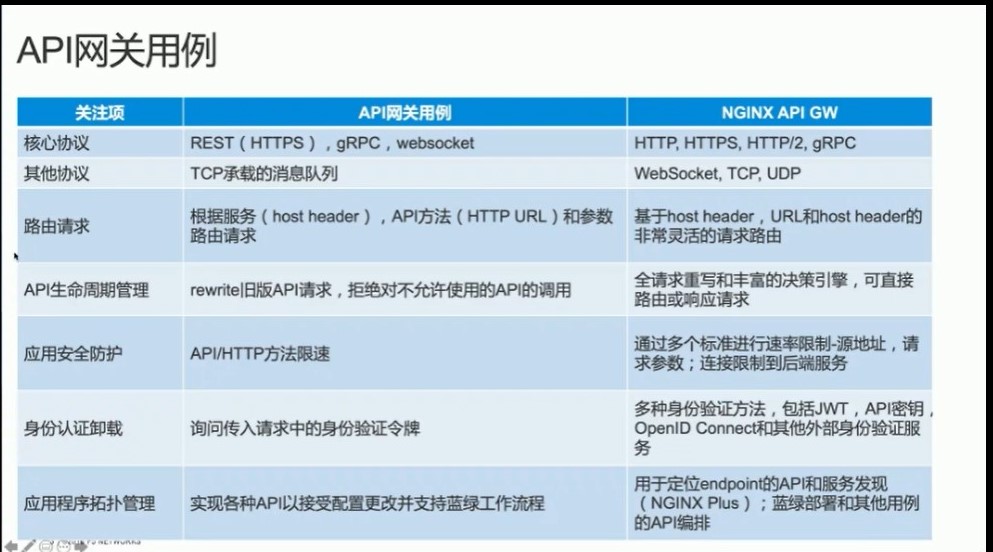 API网关用例
关注项
API网关用例
NGINX API GW
核心协议
REST（HTTPS），gRPC，websocket
HTTP, HTTPS, HTTP/2, gRPC
其他协议
TCP承载的消息队列
WebSocket, TCP, UDP
路由请求
根据服务（host header），API方法（HTTP URL）和参数
路由请求
基于host header，URL和host header的
非常灵活的请求路由
API生命周期管理
rewrite旧版API请求，拒绝对不允许使用的API的调用
全请求重写和丰富的决策引擎，可直接
路由或响应请求
应用安全防护
API/HTTP方法限速
通过多个标准进行速率限制-源地址，请
求参数；连接限制到后端服务
身份认证卸载
询问传入请求中的身份验证令牌
多种身份验证方法，包括JWT，API密钥，
OpenID Connect和其他外部身份验证服
务
应用程序拓扑管理
实现各种API以接受配置更改并支持蓝绿工作流程
用于定位endpoint的API和服务发现
（NGINX Plus）；蓝绿部署和其他用例
的API编排
NETWORKS